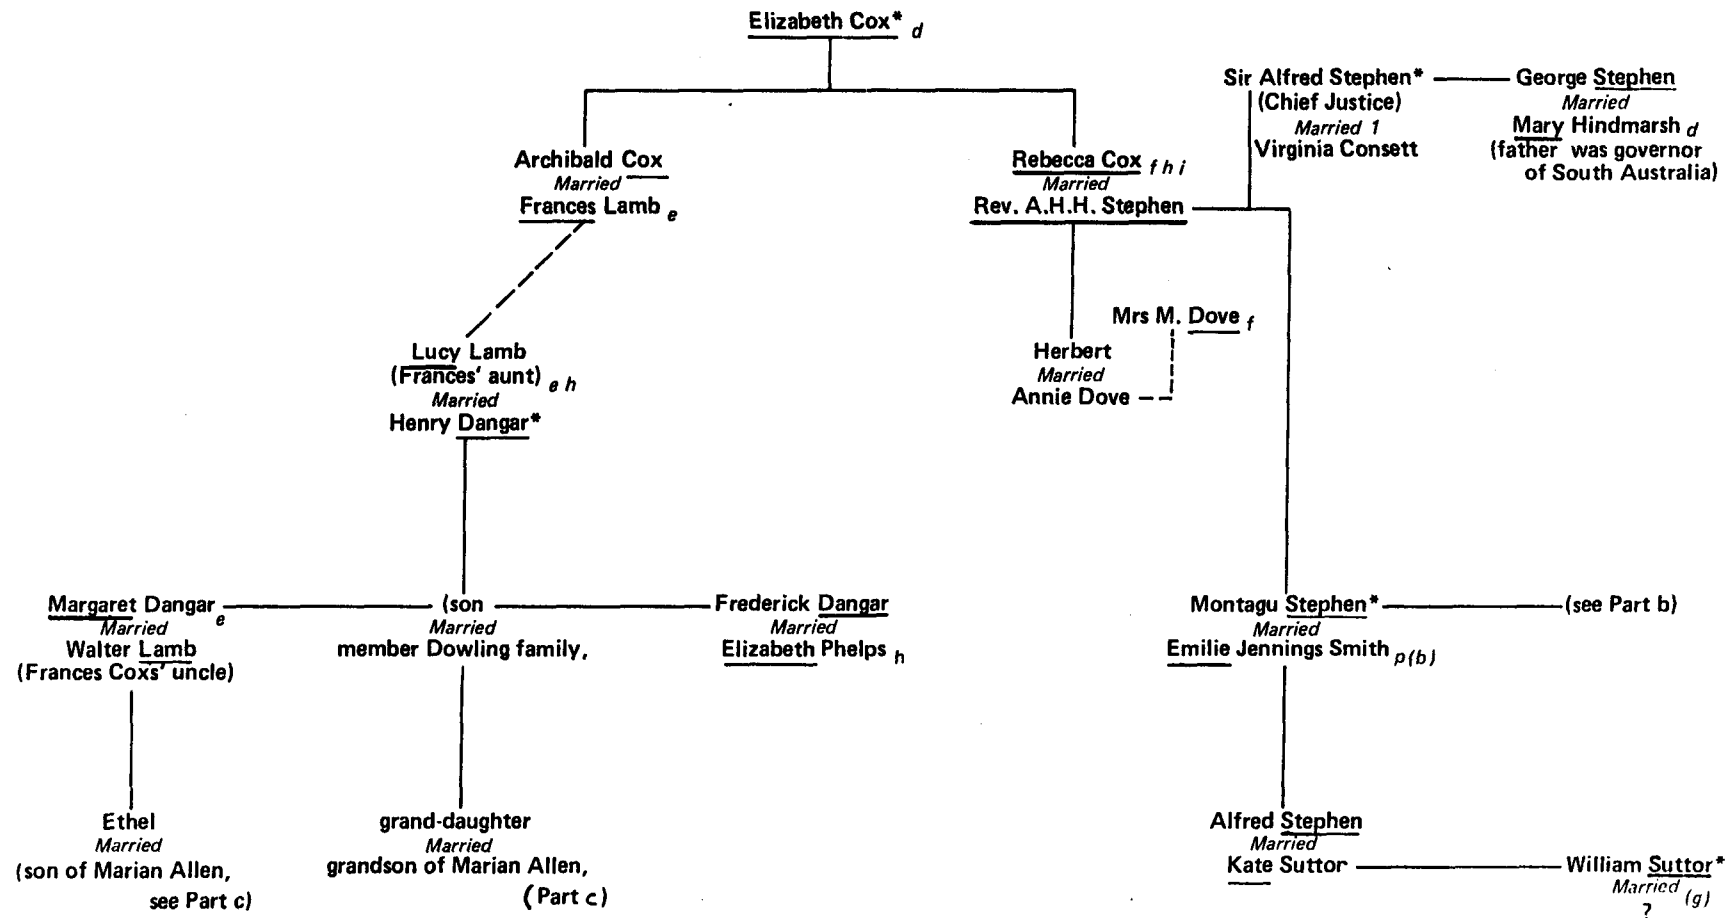 Elizabeth Cox* d
Sir Alfred Stephen*
(Chief Justice)
Married 1
Virginia Consett
George Stephen
Married
Mary Hindmarsh d
(father was governor
of South Australia)
Archibald Cox
Married
Frances Lamb e
Rebecca Cox f h i
Married
Rev. A.H.H. Stephen
Mrs M. Dove f
Lucy Lamb
(Frances' aunt) e h
Married
Henry Dangar*
Herbert
Married
Annie Dove
Margaret Dangar e
Married
Walter Lamb
(Frances Coxs' uncle)
(son
Married
member Dowling family,
Frederick Dangar
Married
Elizabeth Phelps h
Montagu Stephen*
Married
Emilie Jennings Smith p(b)
(see Part b)
Ethel
Married
(son of Marian Allen,
see Part c)
grand-daughter
Married
grandson of Marian Allen,
(Part c)
Alfred Stephen
Married
Kate Suttor
William Suttor*
Married (g)
?